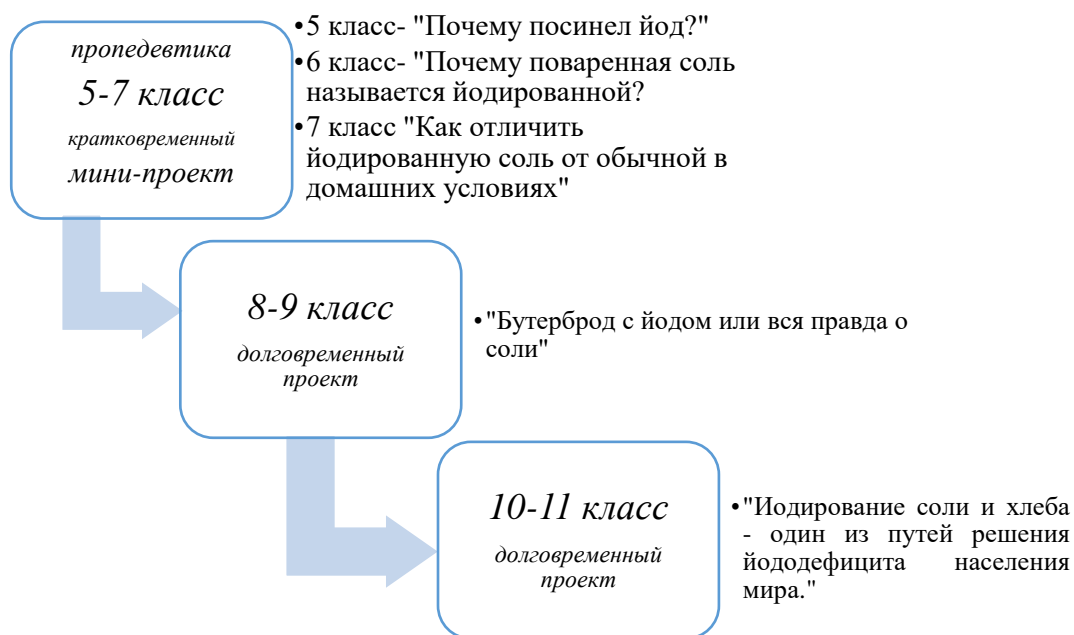 пропедевтика
5-7 класс
кратковременный
мини-проект
•5 класс- "Почему посинел йод?"
•6 класс- "Почему поваренная соль
называется йодированной?
•7 класс "Как отличить
йодированную соль от обычной в
домашних условиях"
8-9 класс
долговременный
проект
•"Бутерброд с йодом или вся правда о
соли"
10-11 класс
долговременный
проект
•"Иодирование соли и хлеба
- один из путей решения
йододефицита населения
мира."